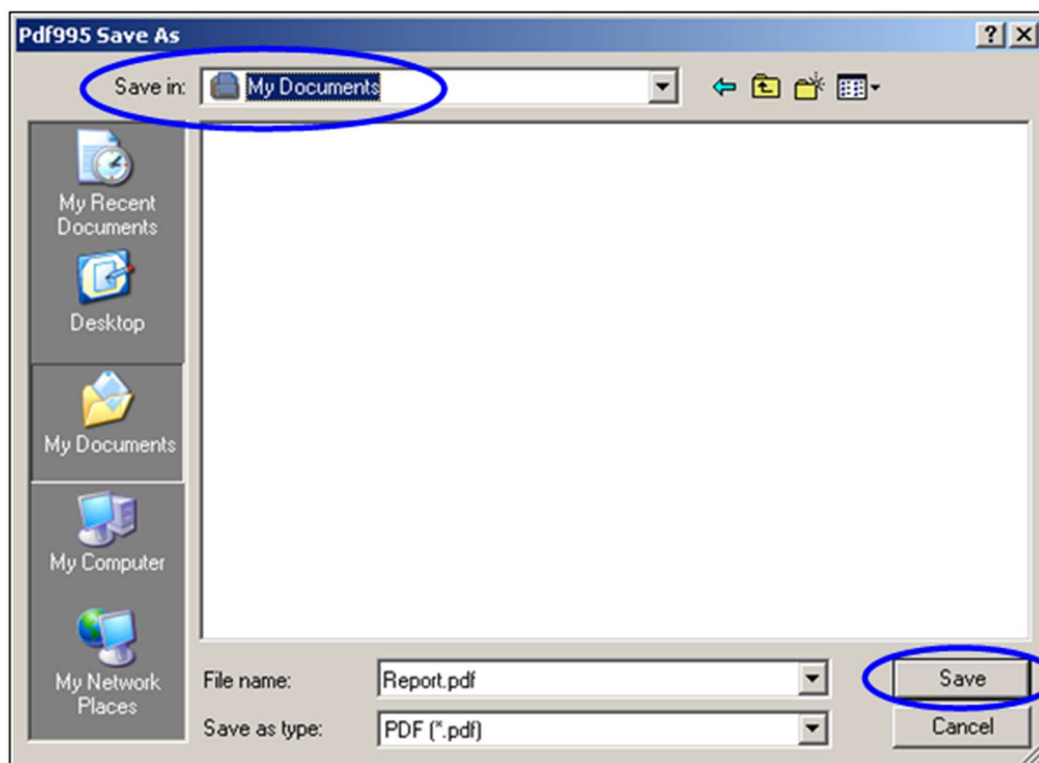 Pdf995 Save As
Save in: My Documents
My Recent
Documents
Desktop
My Documents
My Computer
My Network
Places
File name: Report.pdf
Save
Save as type: PDF (*.pdf)
Cancel